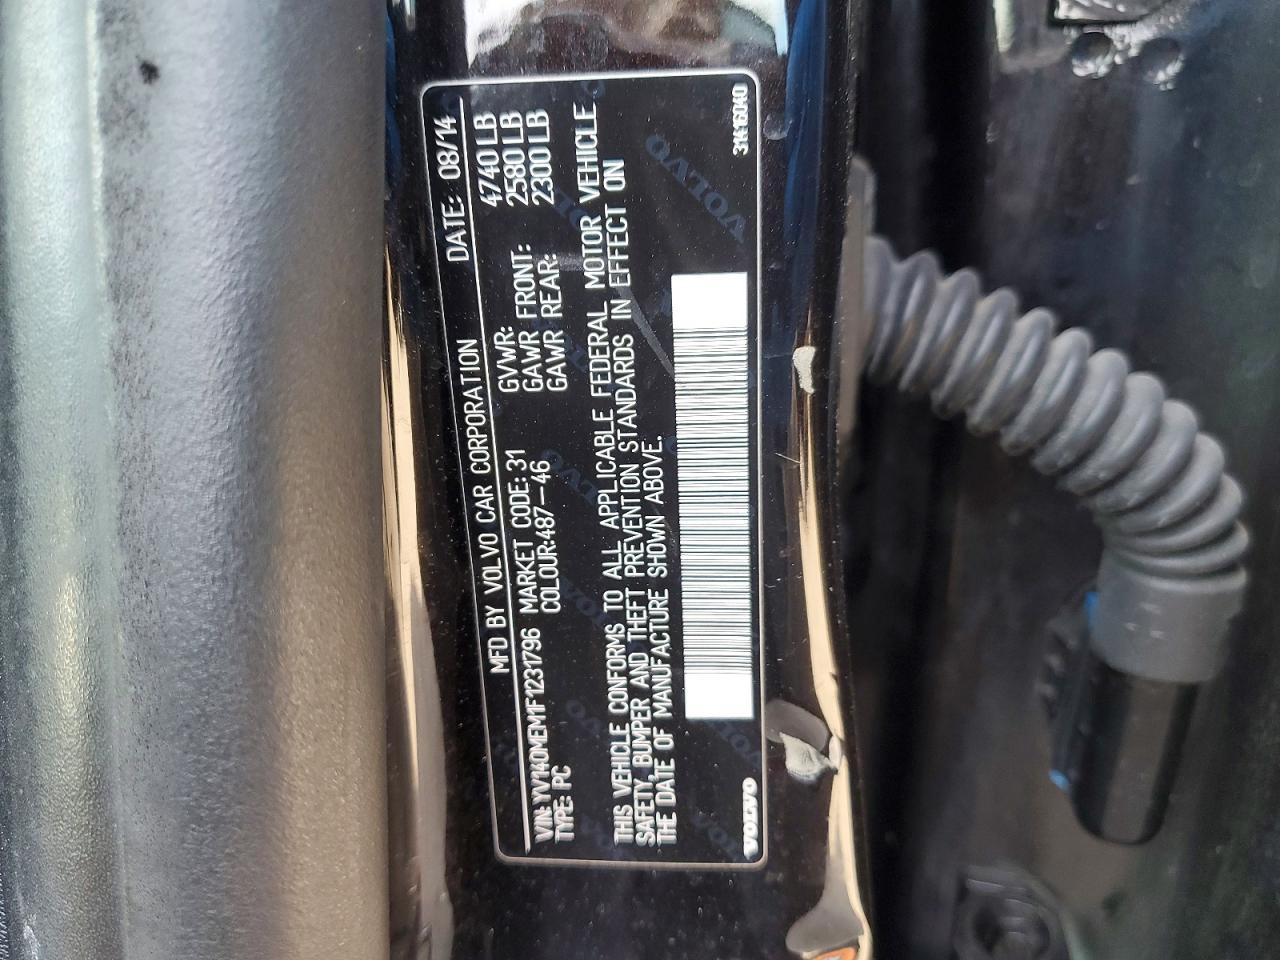 MFD BY VOLVO CAR CORPORATION DATE: 08/14
VIN: YV140MEM1F1231796 MARKET CODE: 31 GVWR: 4740 LB
TYPE: PC COLOUR:487-46 GAWR FRONT: 2580 LB
GAWR REAR: 2300 LB
THIS VEHICLE CONFORMS TO ALL APPLICABLE FEDERAL MOTOR VEHICLE
SAFETY, BUMPER AND THEFT PREVENTION STANDARDS IN EFFECT ON
THE DATE OF MANUFACTURE SHOWN ABOVE.
VOLVO 31416040